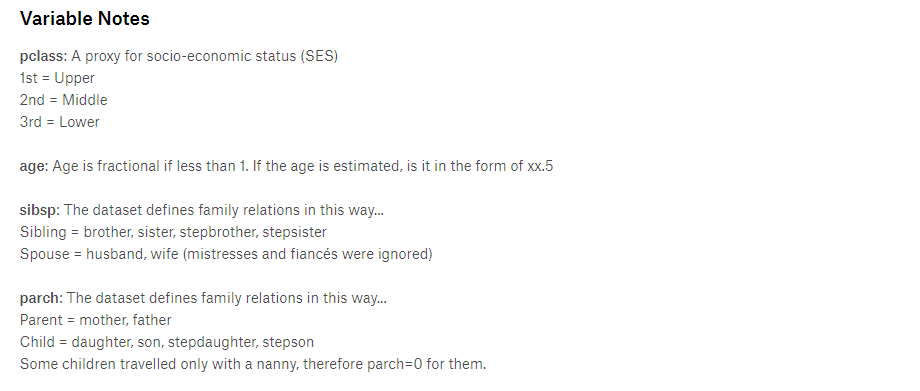 Variable Notes
pclass: A proxy for socio-economic status (SES)
1st = Upper
2nd = Middle
3rd = Lower
age: Age is fractional if less than 1. If the age is estimated, is it in the form of xx.5
sibsp: The dataset defines family relations in this way...
Sibling = brother, sister, stepbrother, stepsister
Spouse = husband, wife (mistresses and fiancés were ignored)
parch: The dataset defines family relations in this way...
Parent = mother, father
Child = daughter, son, stepdaughter, stepson
Some children travelled only with a nanny, therefore parch=0 for them.